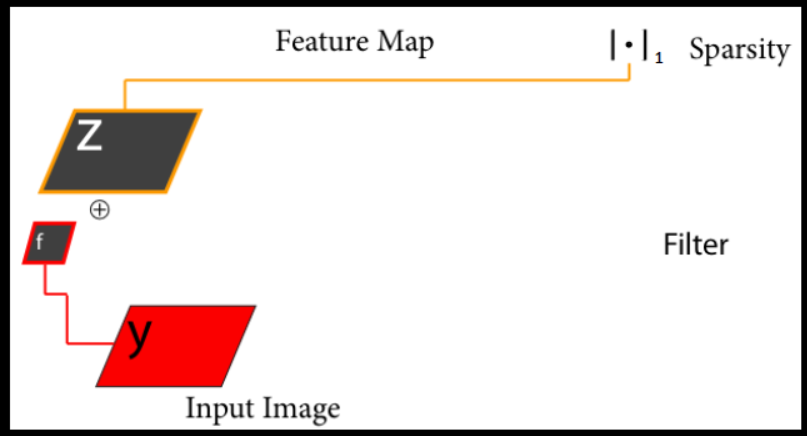 Feature Map
|·|₁ Sparsity
Z
⊕
f
Filter
y
Input Image